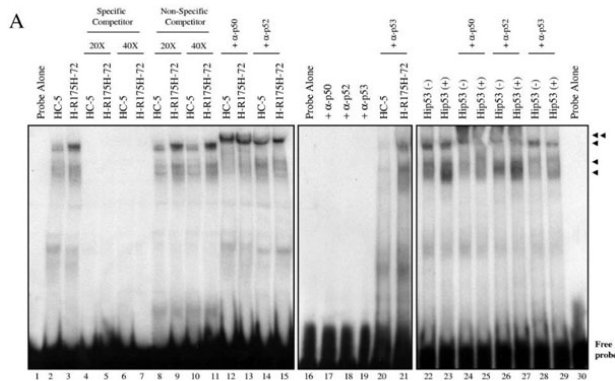 A
Specific Competitor
Non-Specific Competitor
+ α-p50
+ α-p52
+ α-p53
+ α-p50
+ α-p52
+ α-p53
20X
40X
20X
40X
Probe Alone
HC-5
H-R175H-72
HC-5
H-R175H-72
HC-5
H-R175H-72
HC-5
H-R175H-72
HC-5
H-R175H-72
HC-5
H-R175H-72
HC-5
H-R175H-72
Probe Alone
+ α-p50
+ α-p52
+ α-p53
HC-5
H-R175H-72
Hip53 (-)
Hip53 (+)
Hip53 (-)
Hip53 (+)
Hip53 (-)
Hip53 (+)
Hip53 (-)
Hip53 (+)
Probe Alone
Free
probe
1 2 3 4 5 6 7 8 9 10 11 12 13 14 15 16 17 18 19 20 21 22 23 24 25 26 27 28 29 30